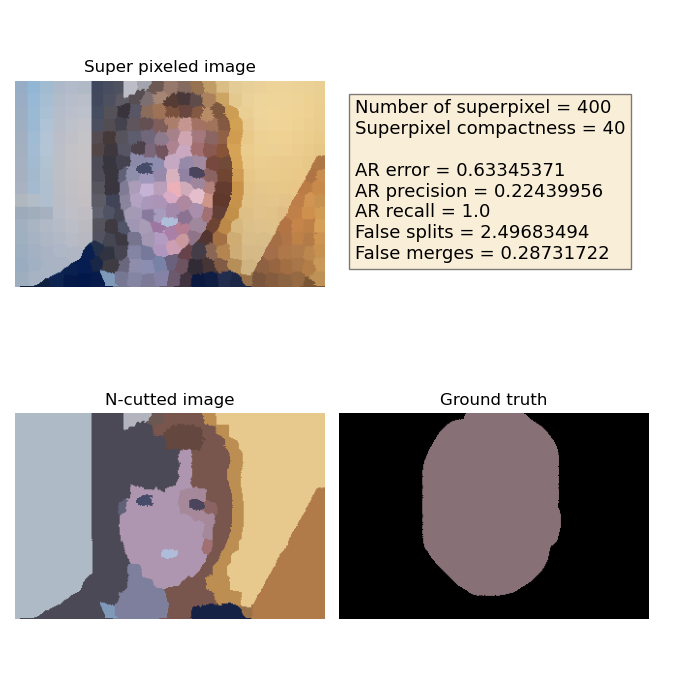 Super pixeled image
Number of superpixel = 400
Superpixel compactness = 40
AR error = 0.63345371
AR precision = 0.22439956
AR recall = 1.0
False splits = 2.49683494
False merges = 0.28731722
N-cutted image
Ground truth